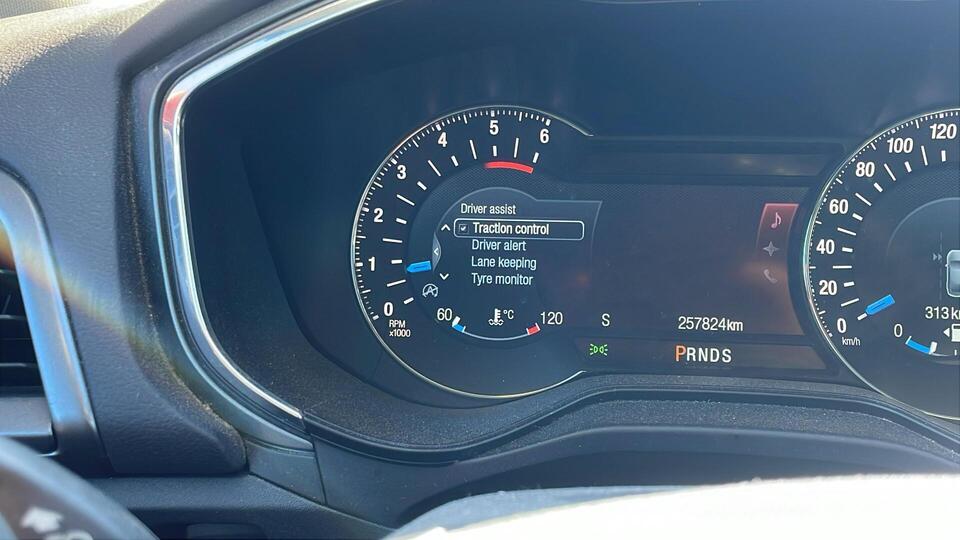 0 1 2 3 4 5 6
RPM
x1000
Driver assist
Traction control
Driver alert
Lane keeping
Tyre monitor
60 °C 120
S
257824km
PRNDS
0 20 40 60 80 100 120
km/h
313k
0